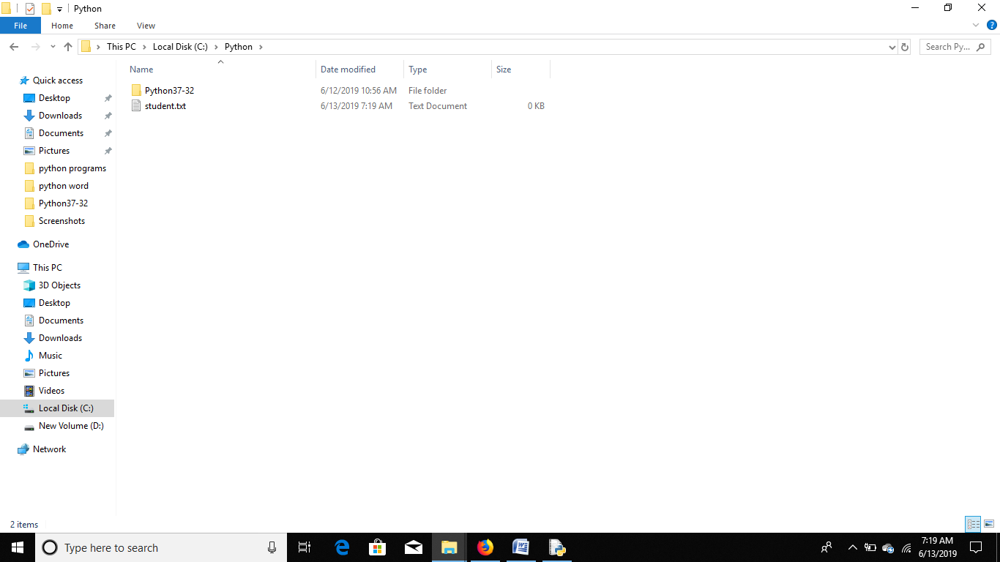 Python
File Home Share View
This PC Local Disk (C:) Python Search Py...
Name Date modified Type Size
Python37-32 6/12/2019 10:56 AM File folder
student.txt 6/13/2019 7:19 AM Text Document 0 KB
Quick access
Desktop
Downloads
Documents
Pictures
python programs
python word
Python37-32
Screenshots
OneDrive
This PC
3D Objects
Desktop
Documents
Downloads
Music
Pictures
Videos
Local Disk (C:)
New Volume (D:)
Network
2 items
Type here to search
7:19 AM
6/13/2019